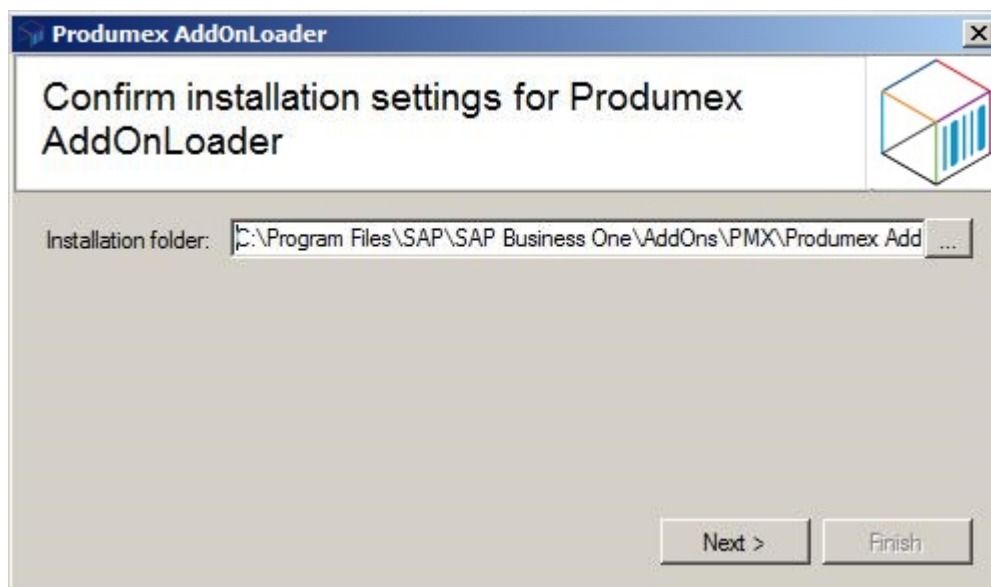 Produmex AddOnLoader
Confirm installation settings for Produmex
AddOnLoader
Installation folder: C:\Program Files\SAP\SAP Business One\AddOns\PMX\Produmex Add ...
Next > Finish